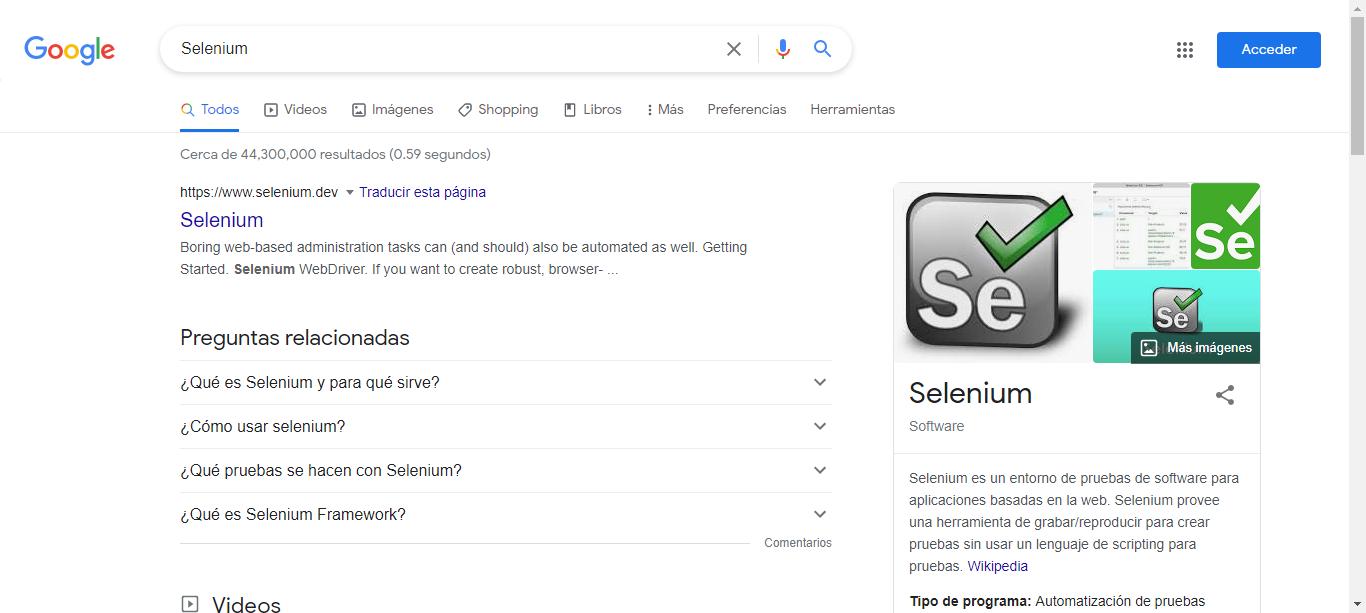 Google
Selenium
Acceder
Todos
Videos
Imágenes
Shopping
Libros
Más
Preferencias
Herramientas
Cerca de 44,300,000 resultados (0.59 segundos)
https://www.selenium.dev Traducir esta página
Selenium
Boring web-based administration tasks can (and should) also be automated as well. Getting
Started. Selenium WebDriver. If you want to create robust, browser- ...
Preguntas relacionadas
¿Qué es Selenium y para qué sirve?
¿Cómo usar selenium?
¿Qué pruebas se hacen con Selenium?
¿Qué es Selenium Framework?
Comentarios
Videos
Se
Se
Se
Más imágenes
Selenium
Software
Selenium es un entorno de pruebas de software para
aplicaciones basadas en la web. Selenium provee
una herramienta de grabar/reproducir para crear
pruebas sin usar un lenguaje de scripting para
pruebas. Wikipedia
Tipo de programa: Automatización de pruebas